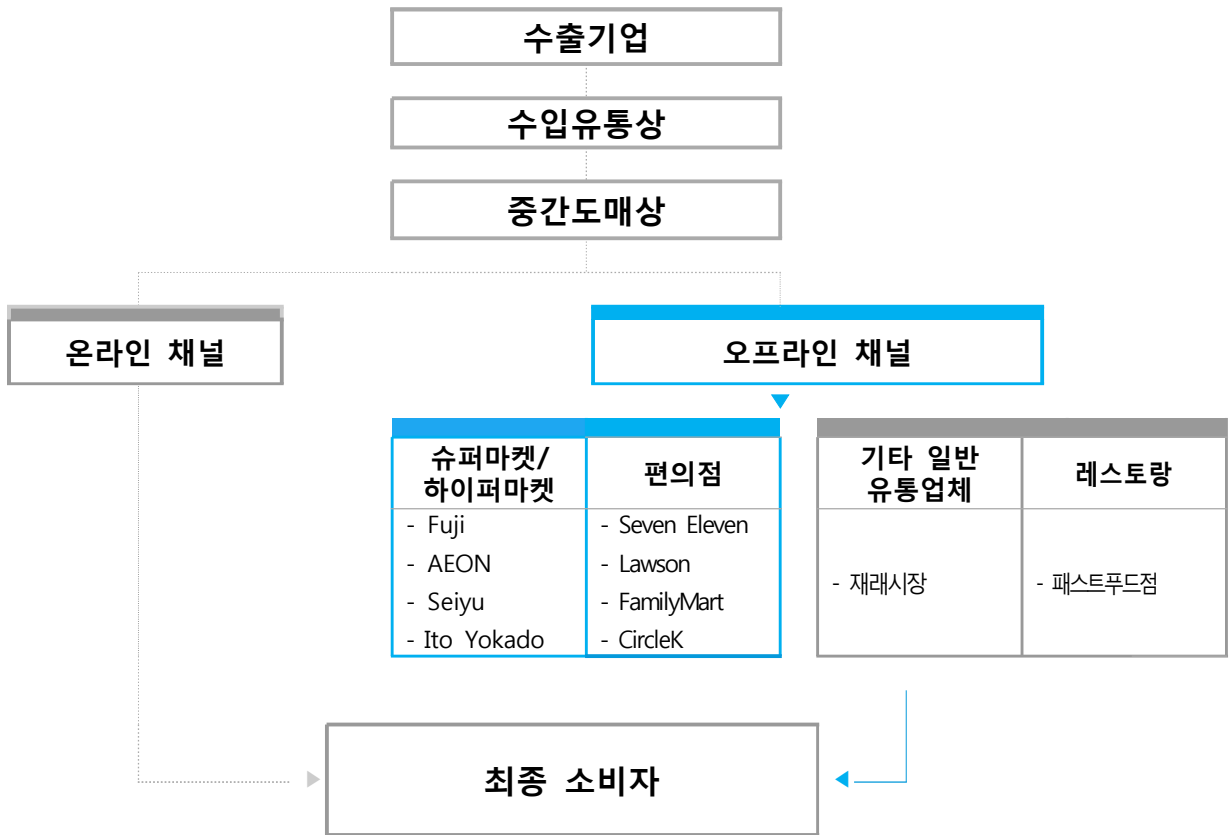 수출기업
수입유통상
중간도매상
온라인 채널
오프라인 채널
슈퍼마켓/
하이퍼마켓
편의점
기타 일반
유통업체
레스토랑
- Fuji
- AEON
- Seiyu
- Ito Yokado
- Seven Eleven
- Lawson
- FamilyMart
- CircleK
- 재래시장
- 패스트푸드점
최종 소비자